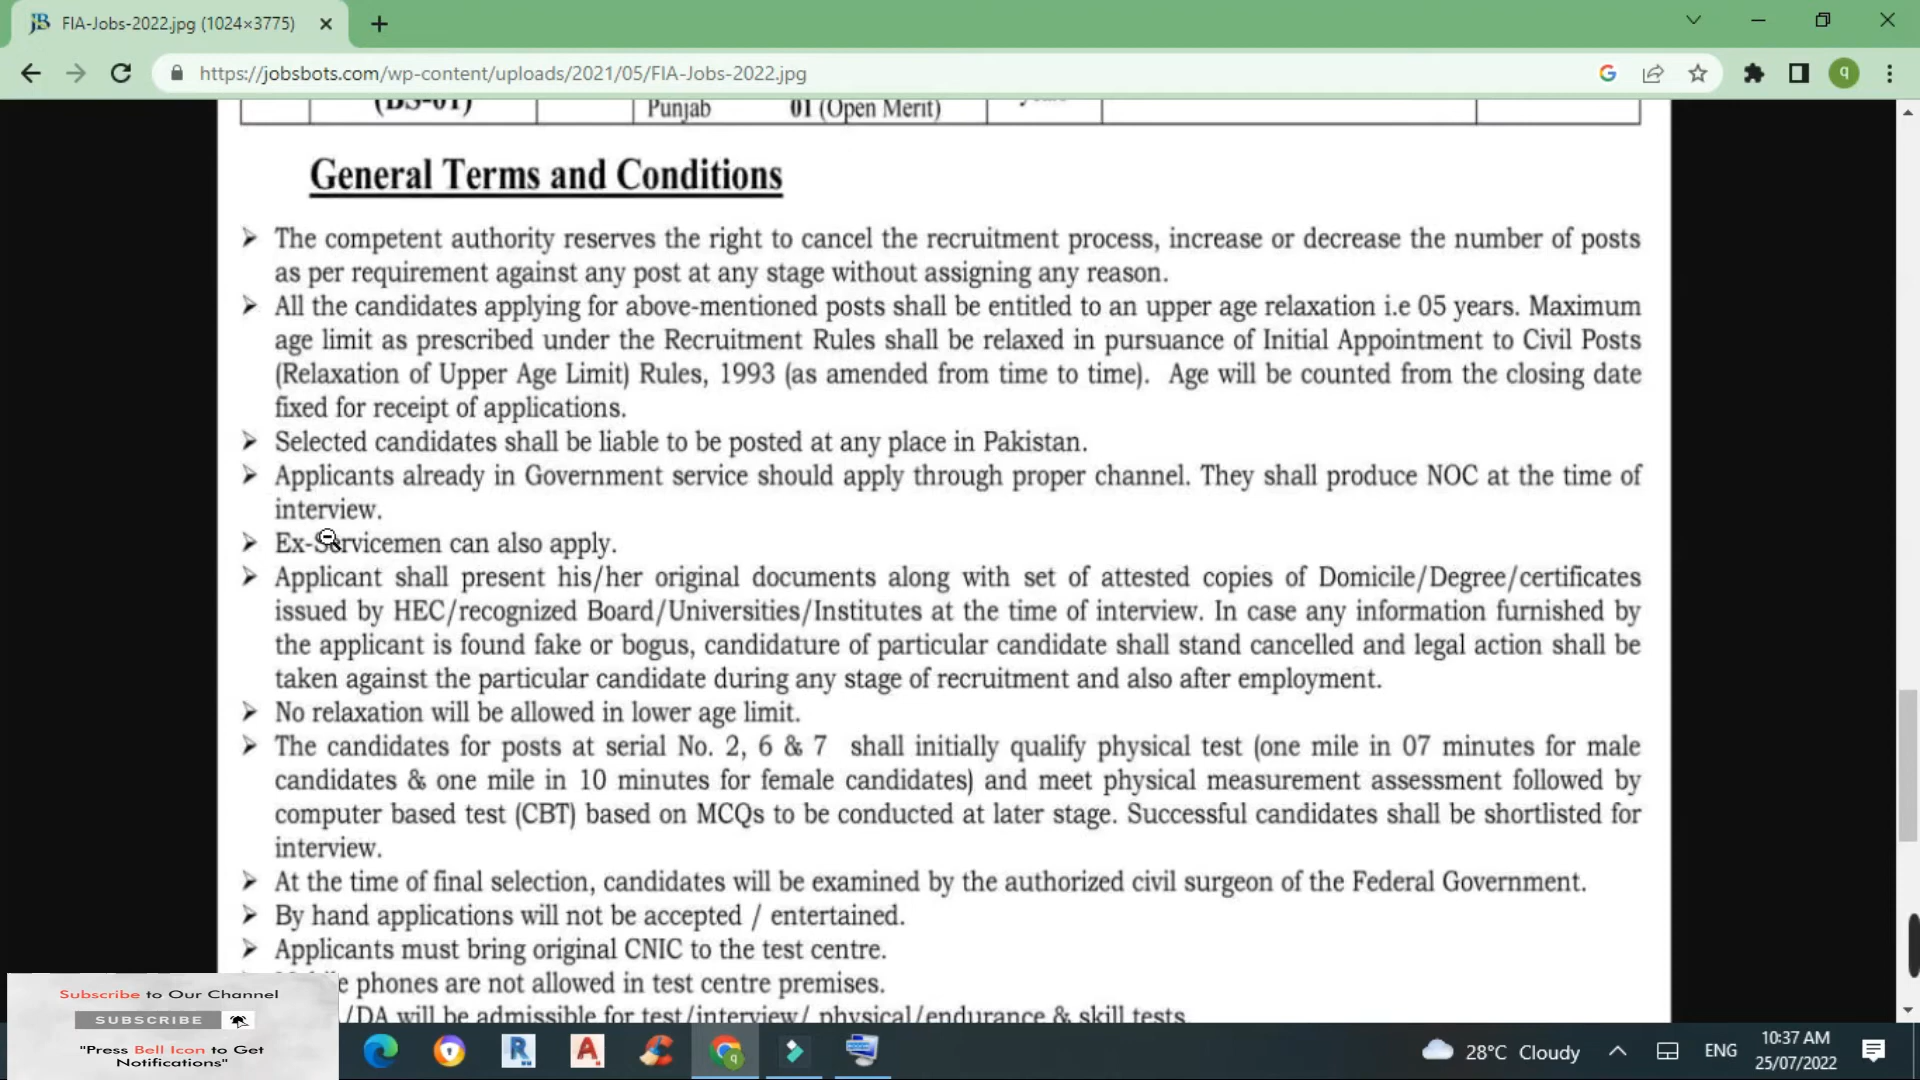 FIA-Jobs-2022.jpg (1024×3775)
https://jobsbots.com/wp-content/uploads/2021/05/FIA-Jobs-2022.jpg
q
(BS-01)
Punjab 01 (Open Merit)
General Terms and Conditions
➢ The competent authority reserves the right to cancel the recruitment process, increase or decrease the number of posts
as per requirement against any post at any stage without assigning any reason.
➢ All the candidates applying for above-mentioned posts shall be entitled to an upper age relaxation i.e 05 years. Maximum
age limit as prescribed under the Recruitment Rules shall be relaxed in pursuance of Initial Appointment to Civil Posts
(Relaxation of Upper Age Limit) Rules, 1993 (as amended from time to time). Age will be counted from the closing date
fixed for receipt of applications.
➢ Selected candidates shall be liable to be posted at any place in Pakistan.
➢ Applicants already in Government service should apply through proper channel. They shall produce NOC at the time of
interview.
➢ Ex-Servicemen can also apply.
➢ Applicant shall present his/her original documents along with set of attested copies of Domicile/Degree/certificates
issued by HEC/recognized Board/Universities/Institutes at the time of interview. In case any information furnished by
the applicant is found fake or bogus, candidature of particular candidate shall stand cancelled and legal action shall be
taken against the particular candidate during any stage of recruitment and also after employment.
➢ No relaxation will be allowed in lower age limit.
➢ The candidates for posts at serial No. 2, 6 & 7 shall initially qualify physical test (one mile in 07 minutes for male
candidates & one mile in 10 minutes for female candidates) and meet physical measurement assessment followed by
computer based test (CBT) based on MCQs to be conducted at later stage. Successful candidates shall be shortlisted for
interview.
➢ At the time of final selection, candidates will be examined by the authorized civil surgeon of the Federal Government.
➢ By hand applications will not be accepted / entertained.
➢ Applicants must bring original CNIC to the test centre.
phones are not allowed in test centre premises.
/DA will be admissible for test/interview/ physical/endurance & skill tests
Subscribe to Our Channel
SUBSCRIBE
"Press Bell Icon to Get
Notifications"
28°C Cloudy
ENG
10:37 AM
25/07/2022